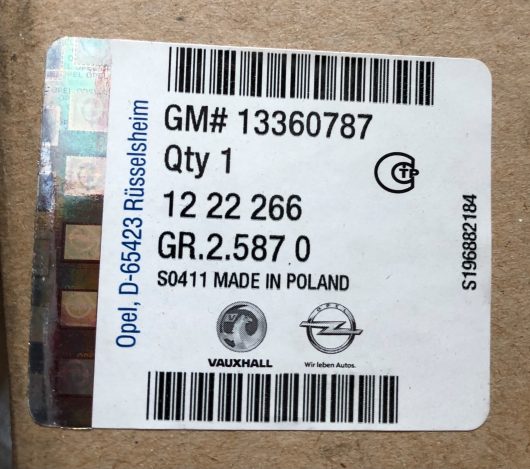 GM# 13360787
Qty 1
12 22 266
GR.2.587 0
S0411 MADE IN POLAND
VAUXHALL
OPEL
Wir leben Autos.
Opel, D-65423 Rüsselsheim
S196882184